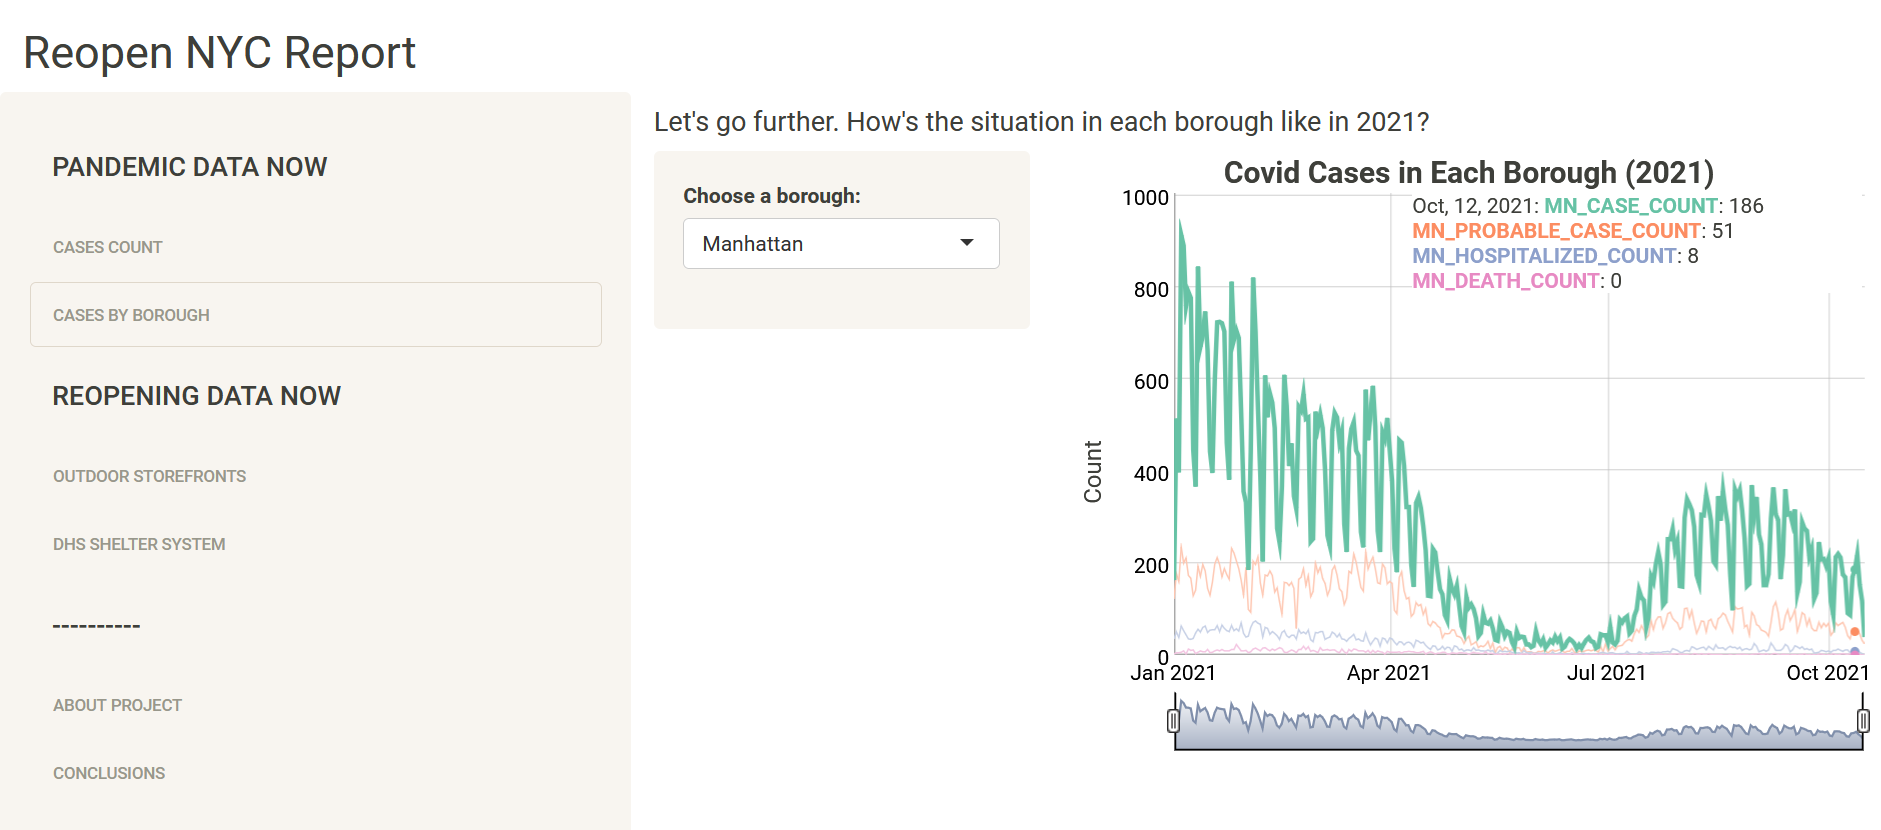 Reopen NYC Report
PANDEMIC DATA NOW
CASES COUNT
CASES BY BOROUGH
REOPENING DATA NOW
OUTDOOR STOREFRONTS
DHS SHELTER SYSTEM
----------
ABOUT PROJECT
CONCLUSIONS
Let's go further. How's the situation in each borough like in 2021?
Choose a borough:
Manhattan
Covid Cases in Each Borough (2021)
Oct, 12, 2021: MN_CASE_COUNT: 186
MN_PROBABLE_CASE_COUNT: 51
MN_HOSPITALIZED_COUNT: 8
MN_DEATH_COUNT: 0
Count
1000
800
600
400
200
0
Jan 2021 Apr 2021 Jul 2021 Oct 2021